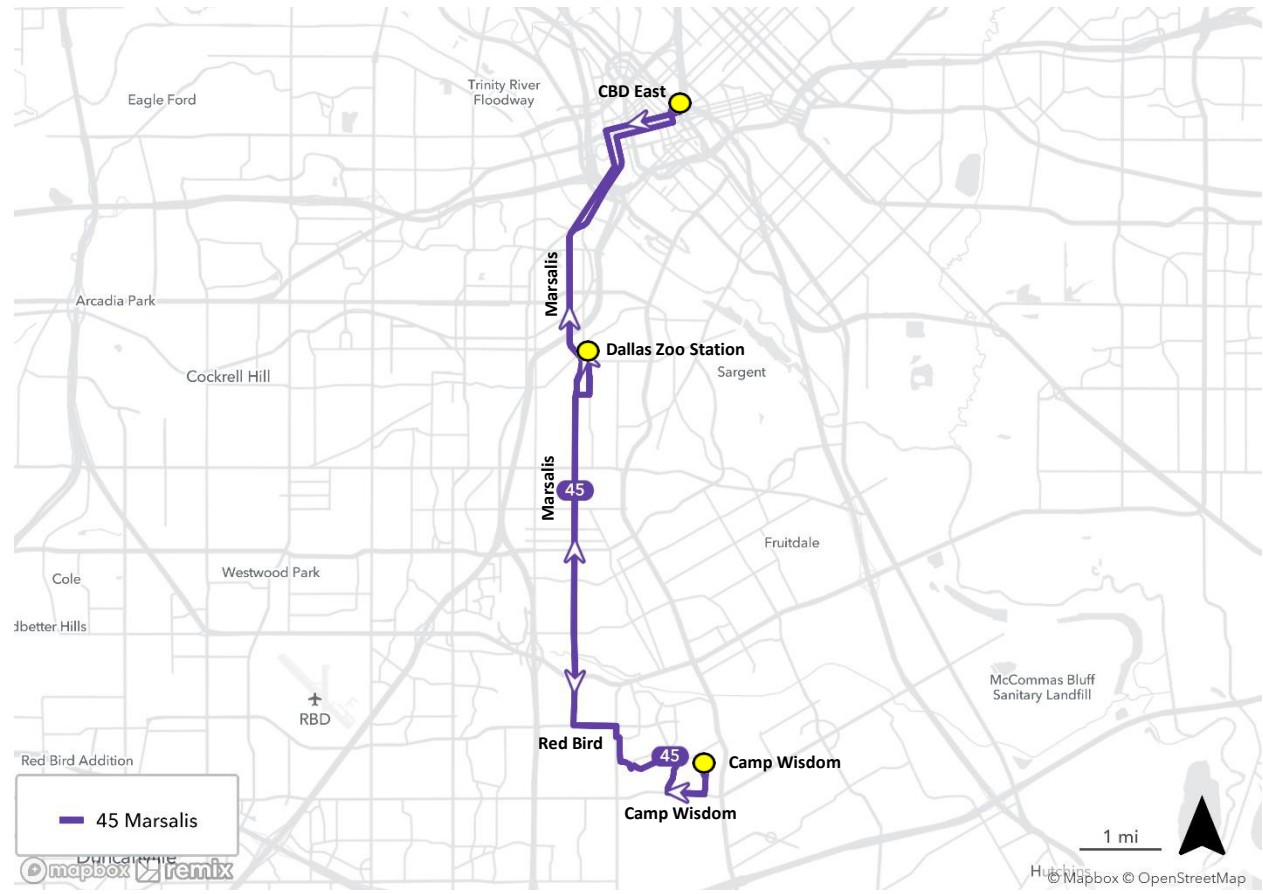 CBD East
Trinity River
Floodway
Eagle Ford
Marsalis
Arcadia Park
Dallas Zoo Station
Sargent
Cockrell Hill
Marsalis
45
Fruitdale
Westwood Park
Cole
dbetter Hills
McCommas Bluff
Sanitary Landfill
RBD
Red Bird
45
Camp Wisdom
Red Bird Addition
Camp Wisdom
45 Marsalis
1 mi
Duncanville
mapbox remix
Hutchins
© Mapbox © OpenStreetMap